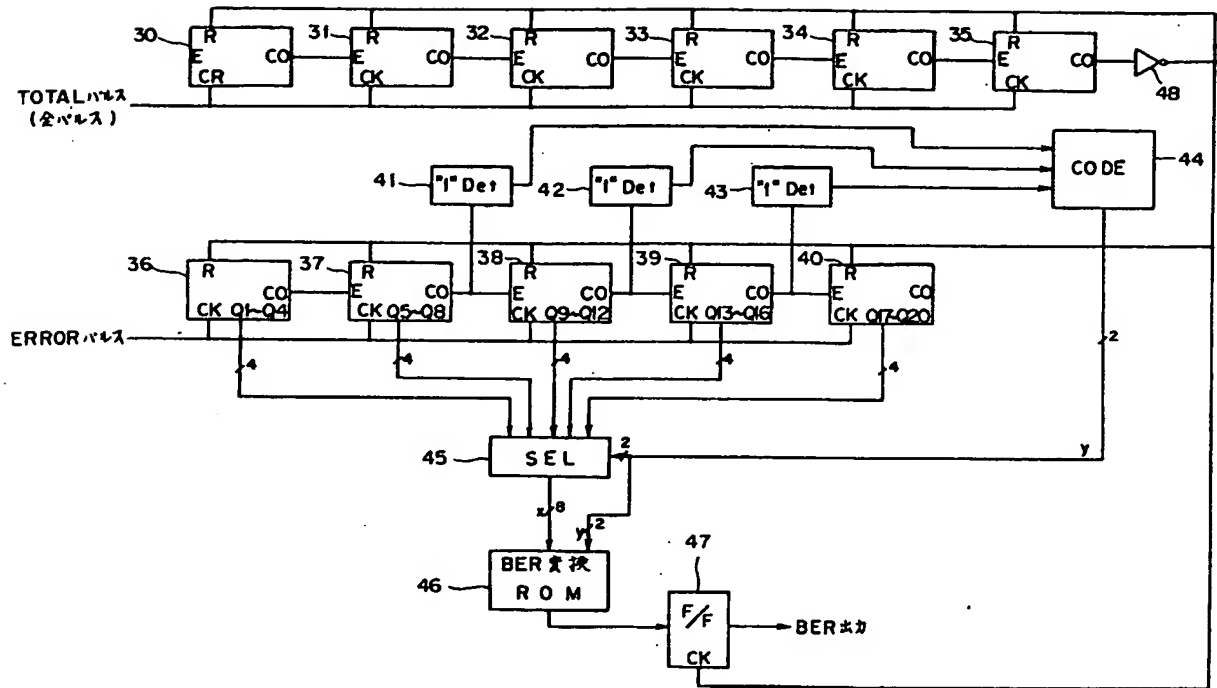 30 R E CO CR
31 R E CO CK
32 R E CO CK
33 R E CO CK
34 R E CO CK
35 R E CO CK
48
TOTALパルス
(全パルス)
41 "1" Det
42 "1" Det
43 "1" Det
CODE 44
36 R CO CK Q1~Q4
37 R E CO CK Q5~Q8
38 R E CO CK Q9~Q12
39 R E CO CK Q13~Q16
40 R E CO CK Q17~Q20
ERRORパルス
4 4 4 4 4
2
45 SEL 2 y
x 8 y 2
46 BER変換
ROM
47
F/F
CK
BER出力